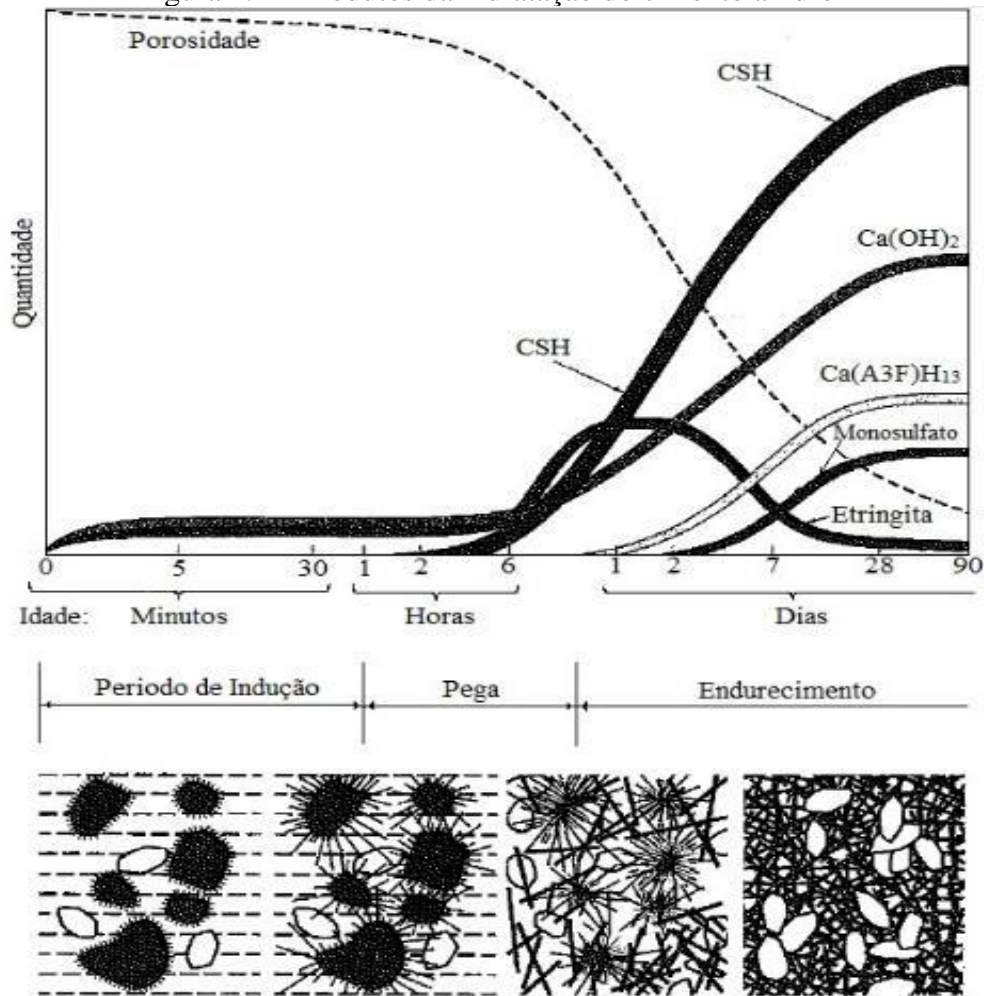 Porosidade
CSH
Ca(OH)2
CSH
Ca(A3F)H13
Monosulfato
Etringita
Quantidade
0 5 30 1 2 6 1 2 7 28 90
Idade: Minutos Horas Dias
Periodo de Indução Pega Endurecimento